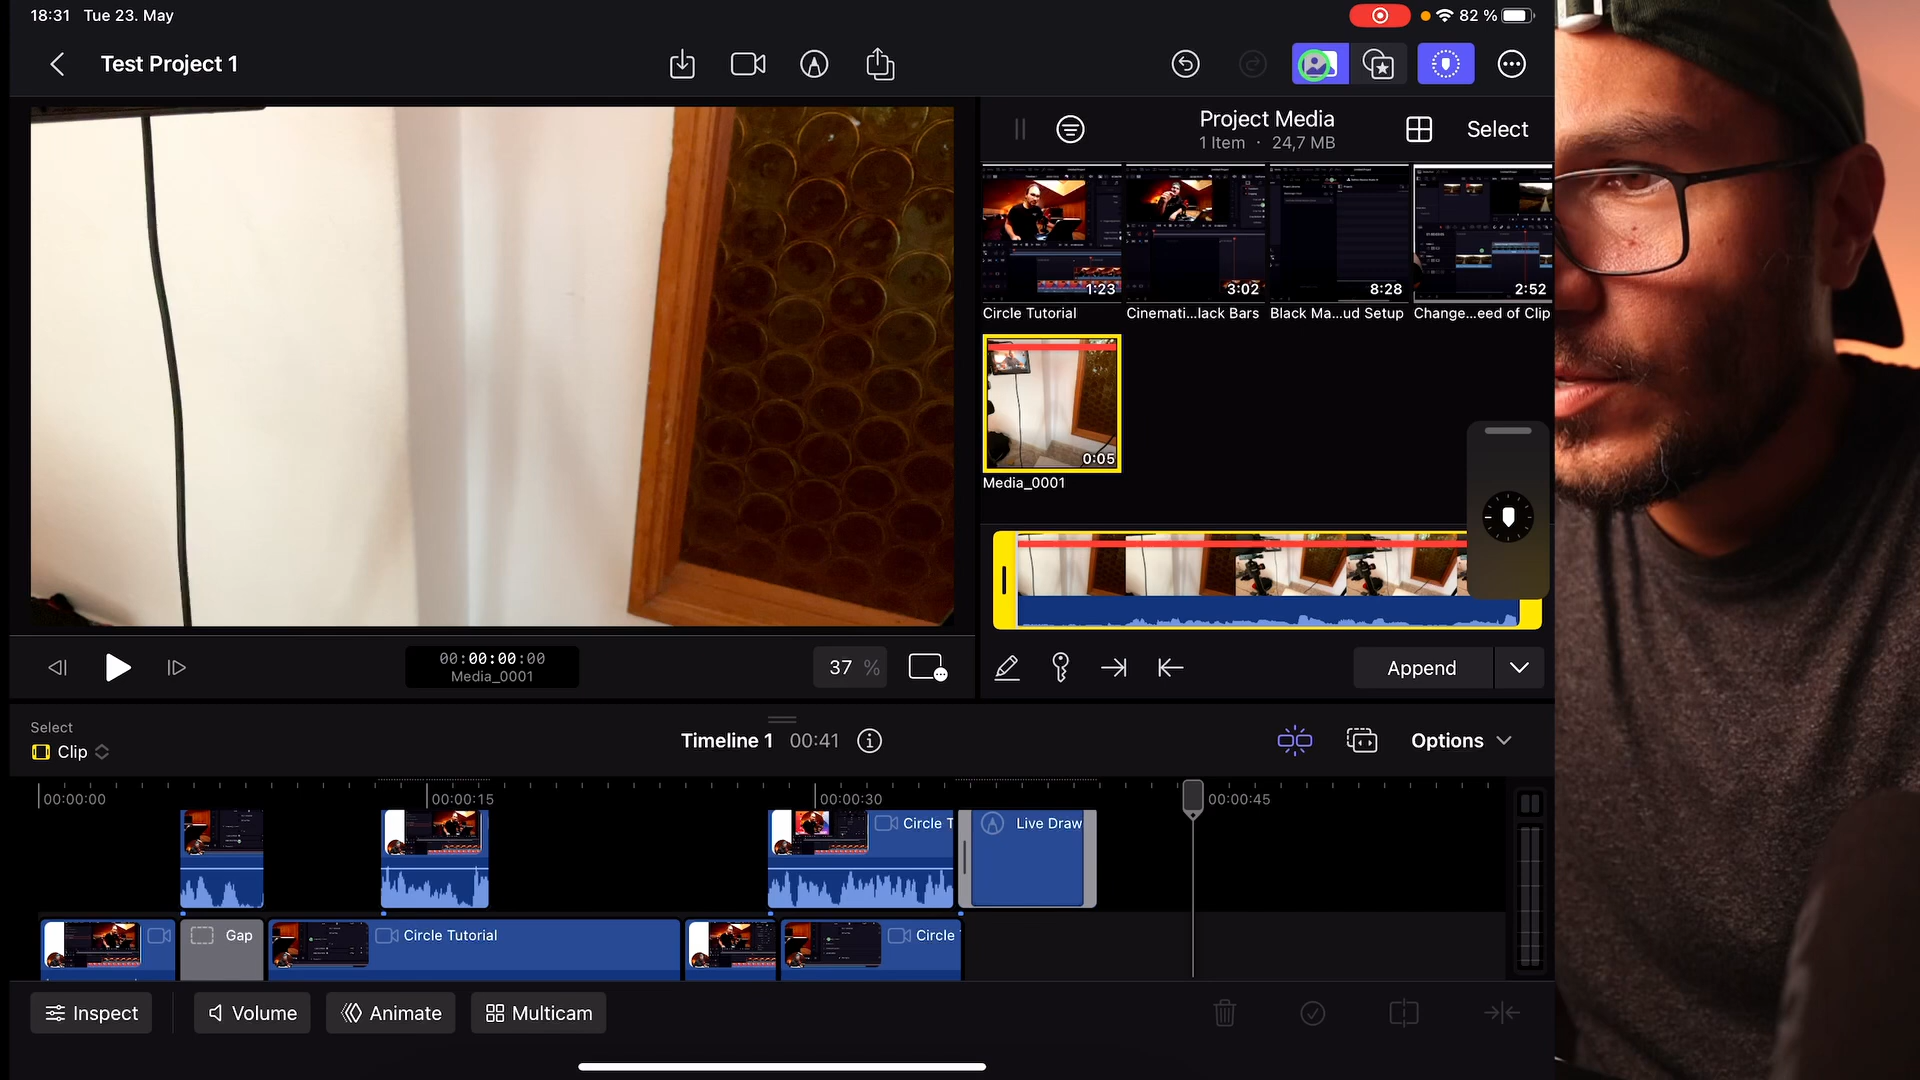 18:31 Tue 23. May
82 %
Test Project 1
Project Media
1 Item · 24,7 MB
Select
1:23
3:02
8:28
2:52
Circle Tutorial
Cinemati...lack Bars
Black Ma...ud Setup
Change...eed of Clip
0:05
Media_0001
00:00:00:00
Media_0001
37 %
Append
Select
Clip
Timeline 1 00:41
Options
00:00:00
00:00:15
00:00:30
00:00:45
Circle T
Live Draw
Gap
Circle Tutorial
Circle
Inspect
Volume
Animate
Multicam